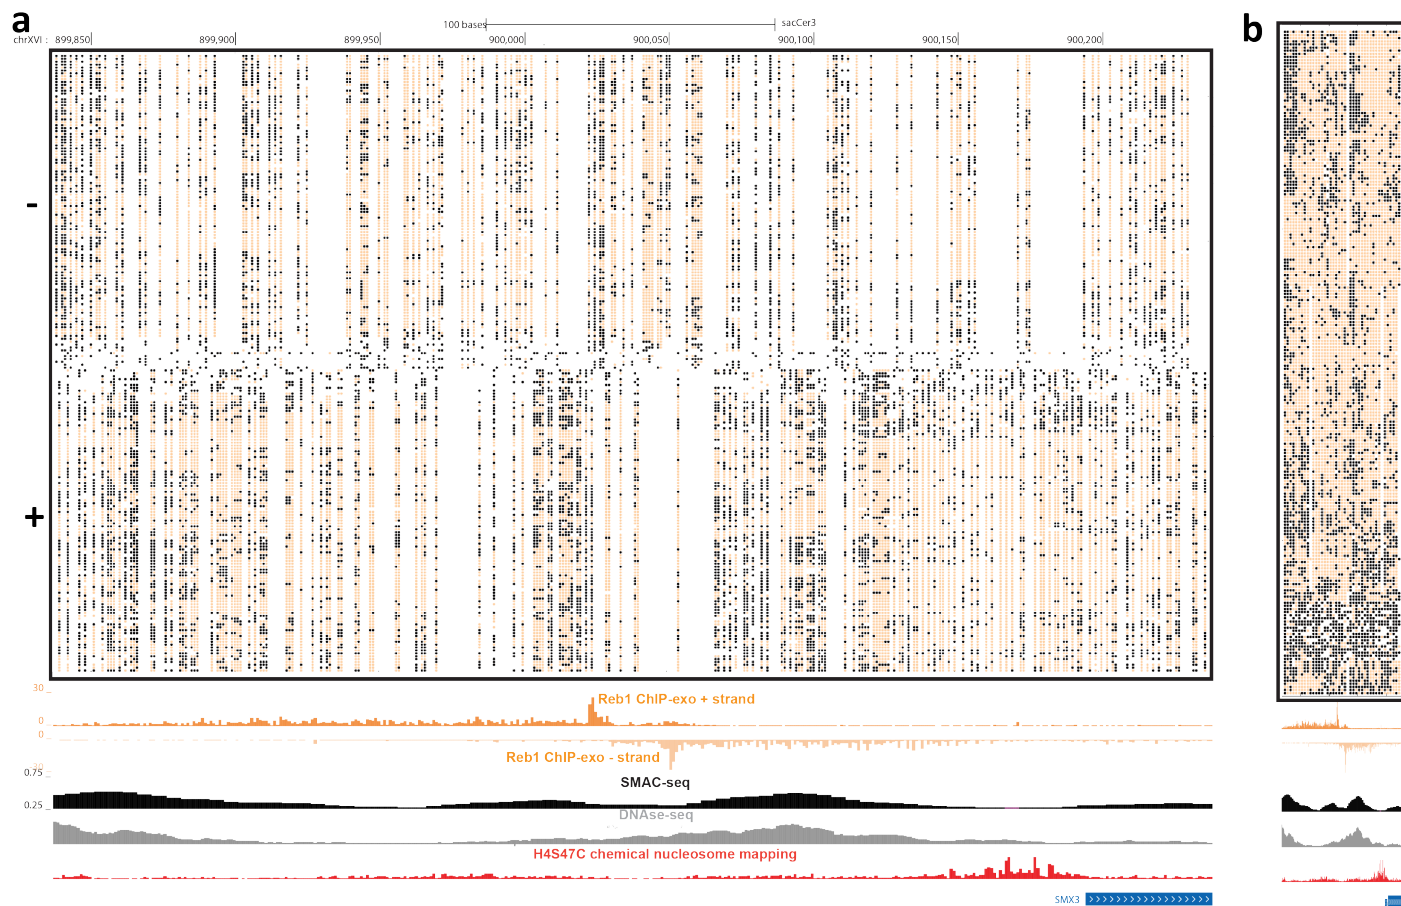 a
b
100 bases
sacCer3
chrXVI :
899,850
899,900
899,950
900,000
900,050
900,100
900,150
900,200
-
+
30
Reb1 ChIP-exo + strand
0
0
Reb1 ChIP-exo - strand
-30
0.75
SMAC-seq
0.25
DNAse-seq
H4S47C chemical nucleosome mapping
SMX3